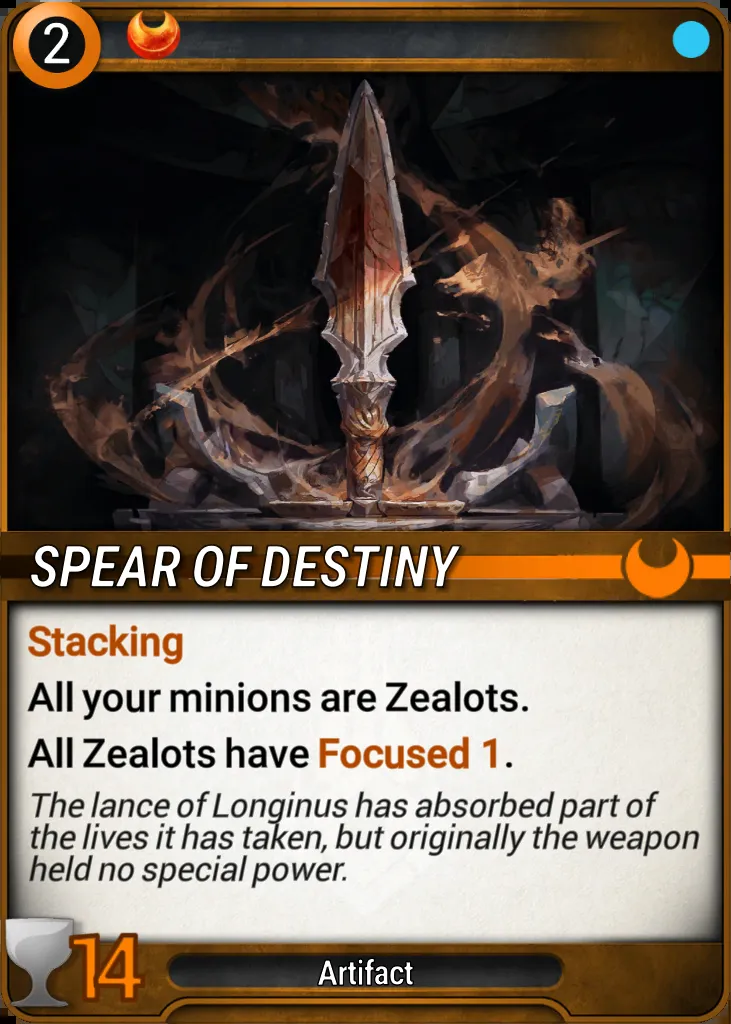 2
SPEAR OF DESTINY
Stacking
All your minions are Zealots.
All Zealots have Focused 1.
The lance of Longinus has absorbed part of
the lives it has taken, but originally the weapon
held no special power.
14
Artifact